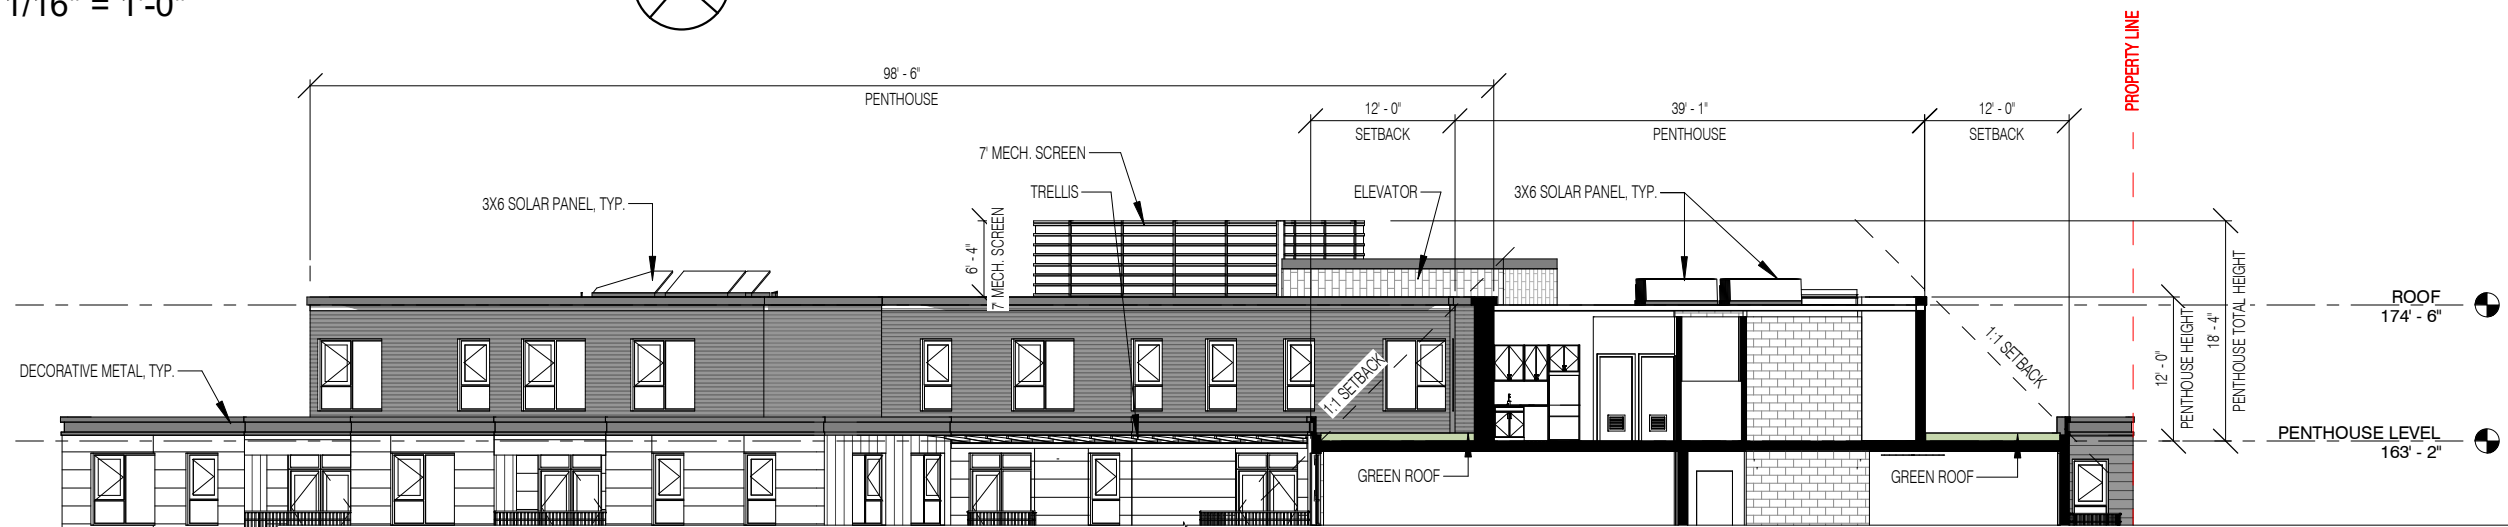 1/16" = 1'-0"
PROPERTY LINE
98' - 6"
PENTHOUSE
12' - 0"
SETBACK
39' - 1"
PENTHOUSE
12' - 0"
SETBACK
7' MECH. SCREEN
TRELLIS
ELEVATOR
3X6 SOLAR PANEL, TYP.
3X6 SOLAR PANEL, TYP.
6' - 4"
7' MECH. SCREEN
ROOF
174' - 6"
DECORATIVE METAL, TYP.
1:1 SETBACK
1:1 SETBACK
12' - 0"
PENTHOUSE HEIGHT
18' - 4"
PENTHOUSE TOTAL HEIGHT
PENTHOUSE LEVEL
163' - 2"
GREEN ROOF
GREEN ROOF